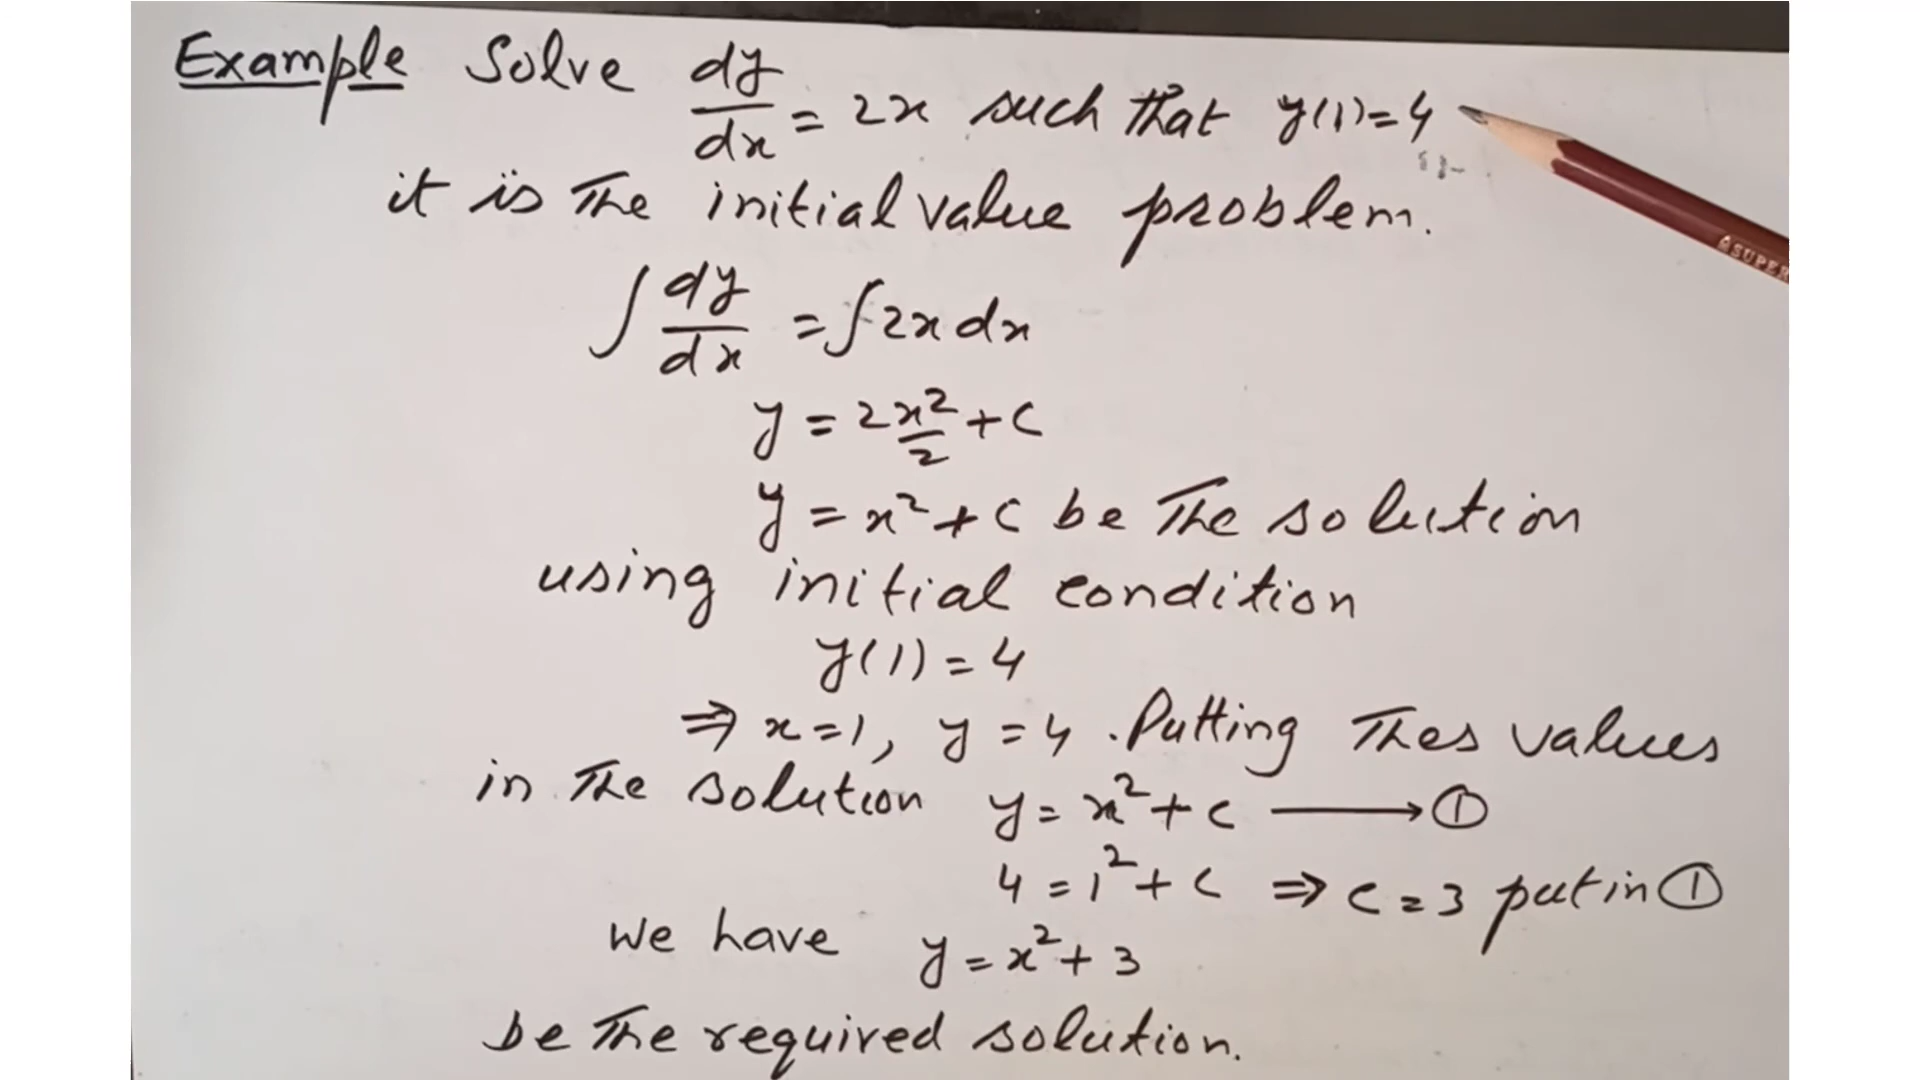 Example Solve dy/dx = 2x such that y(1)=4
it is the initial value problem.
∫ dy/dx = ∫2x dx
y = 2x²/2 + c
y = x² + c be the solution
using initial condition
y(1) = 4
⇒ x = 1, y = 4 . Putting thes values
in the solution y = x² + c ⟶ ①
4 = 1² + c ⇒ c = 3 put in ①
we have y = x² + 3
be the required solution.
SUPER